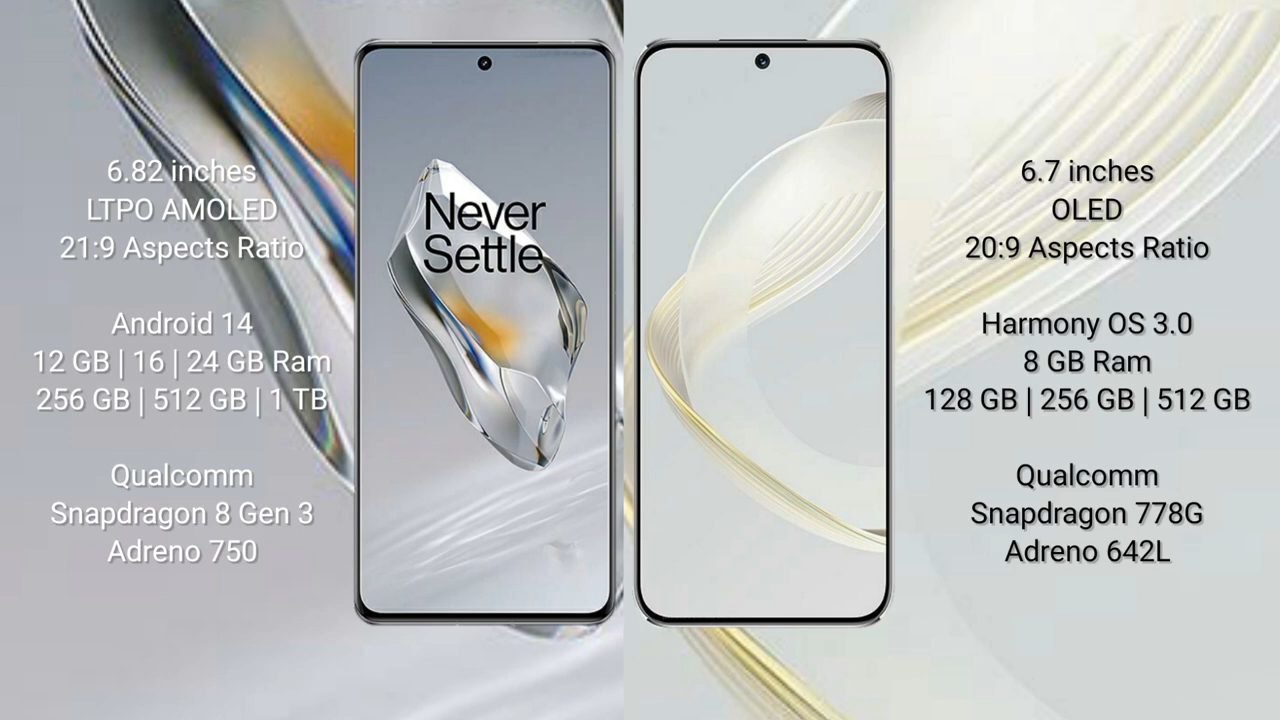 6.82 inches
LTPO AMOLED
21:9 Aspects Ratio
Android 14
12 GB | 16 | 24 GB Ram
256 GB | 512 GB | 1 TB
Qualcomm
Snapdragon 8 Gen 3
Adreno 750
Never
Settle
6.7 inches
OLED
20:9 Aspects Ratio
Harmony OS 3.0
8 GB Ram
128 GB | 256 GB | 512 GB
Qualcomm
Snapdragon 778G
Adreno 642L